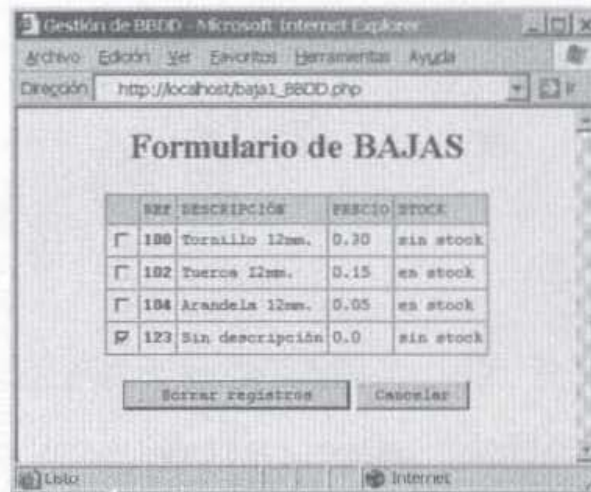 Gestión de BBDD - Microsoft Internet Explorer
Archivo Edición Ver Favoritos Herramientas Ayuda
Dirección http://localhost/baja1_BBDD.php Ir
Formulario de BAJAS
REF DESCRIPCIÓN PRECIO STOCK
100 Tornillo 12mm. 0.30 sin stock
102 Tuerca 12mm. 0.15 en stock
104 Arandela 12mm. 0.05 en stock
123 Sin descripción 0.0 sin stock
Borrar registros Cancelar
Listo Internet